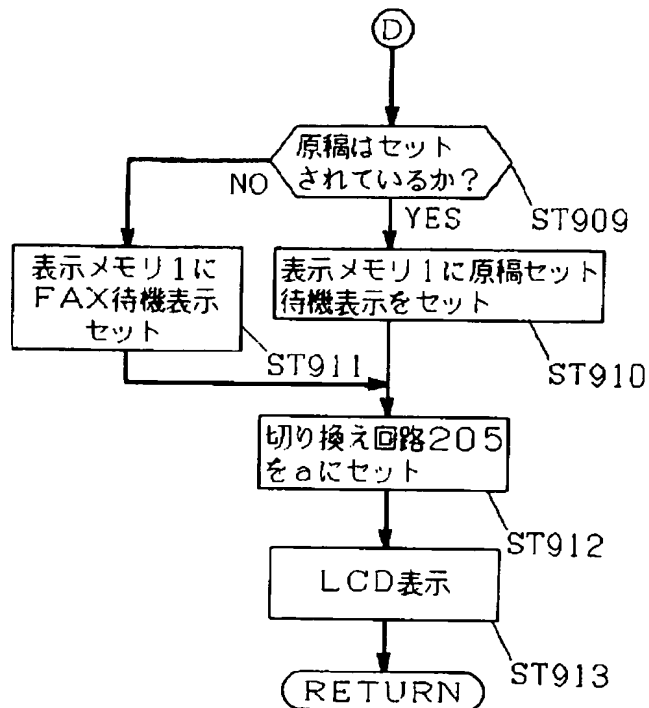 D
原稿はセット
されているか？
NO
YES
ST909
表示メモリ1に
FAX待機表示
セット
ST911
表示メモリ1に原稿セット
待機表示をセット
ST910
切り換え回路205
をaにセット
ST912
LCD表示
ST913
RETURN